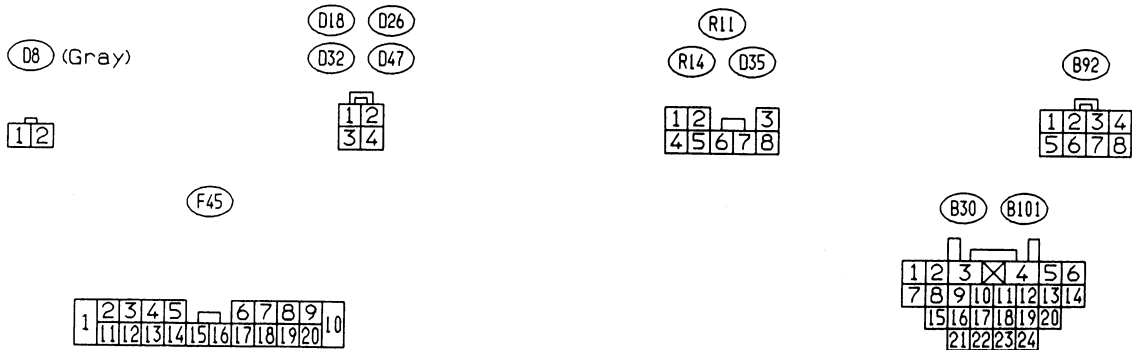 D8 (Gray)
1 2
D18 D26
D32 D47
1 2
3 4
R11
R14 D35
1 2 3
4 5 6 7 8
B92
1 2 3 4
5 6 7 8
F45
1 2 3 4 5 6 7 8 9 10
11 12 13 14 15 16 17 18 19 20
B30 B101
1 2 3 4 5 6
7 8 9 10 11 12 13 14
15 16 17 18 19 20
21 22 23 24